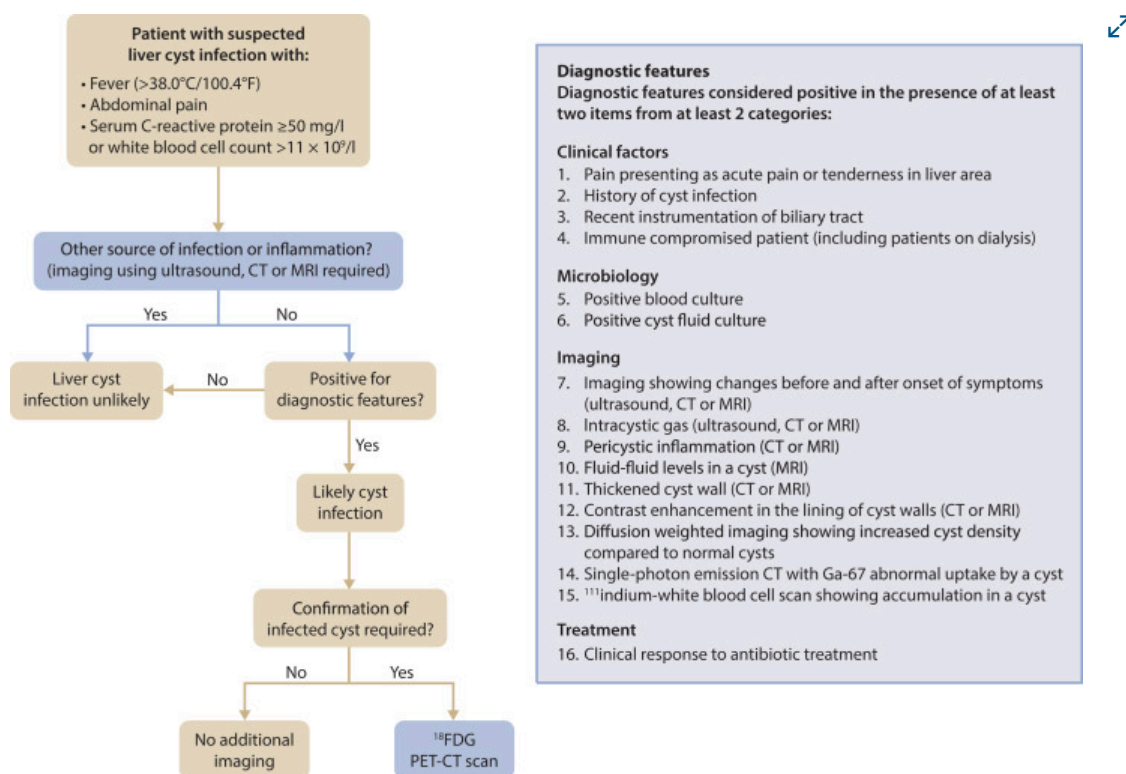 Patient with suspected
liver cyst infection with:
• Fever (>38.0°C/100.4°F)
• Abdominal pain
• Serum C-reactive protein ≥50 mg/l
or white blood cell count >11 × 10⁹/l
Other source of infection or inflammation?
(imaging using ultrasound, CT or MRI required)
Yes
No
Liver cyst
infection unlikely
No
Positive for
diagnostic features?
Yes
Likely cyst
infection
Confirmation of
infected cyst required?
No
Yes
No additional
imaging
¹⁸FDG
PET-CT scan
Diagnostic features
Diagnostic features considered positive in the presence of at least
two items from at least 2 categories:
Clinical factors
1. Pain presenting as acute pain or tenderness in liver area
2. History of cyst infection
3. Recent instrumentation of biliary tract
4. Immune compromised patient (including patients on dialysis)
Microbiology
5. Positive blood culture
6. Positive cyst fluid culture
Imaging
7. Imaging showing changes before and after onset of symptoms
(ultrasound, CT or MRI)
8. Intracystic gas (ultrasound, CT or MRI)
9. Pericystic inflammation (CT or MRI)
10. Fluid-fluid levels in a cyst (MRI)
11. Thickened cyst wall (CT or MRI)
12. Contrast enhancement in the lining of cyst walls (CT or MRI)
13. Diffusion weighted imaging showing increased cyst density
compared to normal cysts
14. Single-photon emission CT with Ga-67 abnormal uptake by a cyst
15. ¹¹¹indium-white blood cell scan showing accumulation in a cyst
Treatment
16. Clinical response to antibiotic treatment